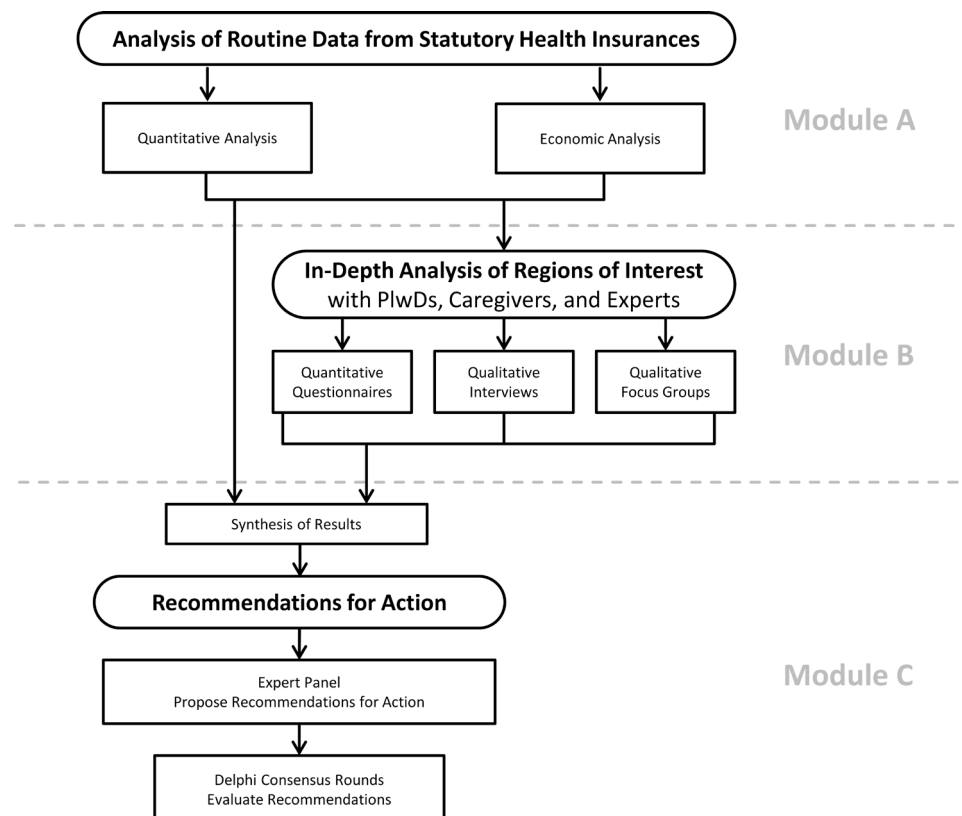 Analysis of Routine Data from Statutory Health Insurances
Quantitative Analysis
Economic Analysis
Module A
In-Depth Analysis of Regions of Interest
with PlwDs, Caregivers, and Experts
Quantitative
Questionnaires
Qualitative
Interviews
Qualitative
Focus Groups
Module B
Synthesis of Results
Recommendations for Action
Expert Panel
Propose Recommendations for Action
Module C
Delphi Consensus Rounds
Evaluate Recommendations